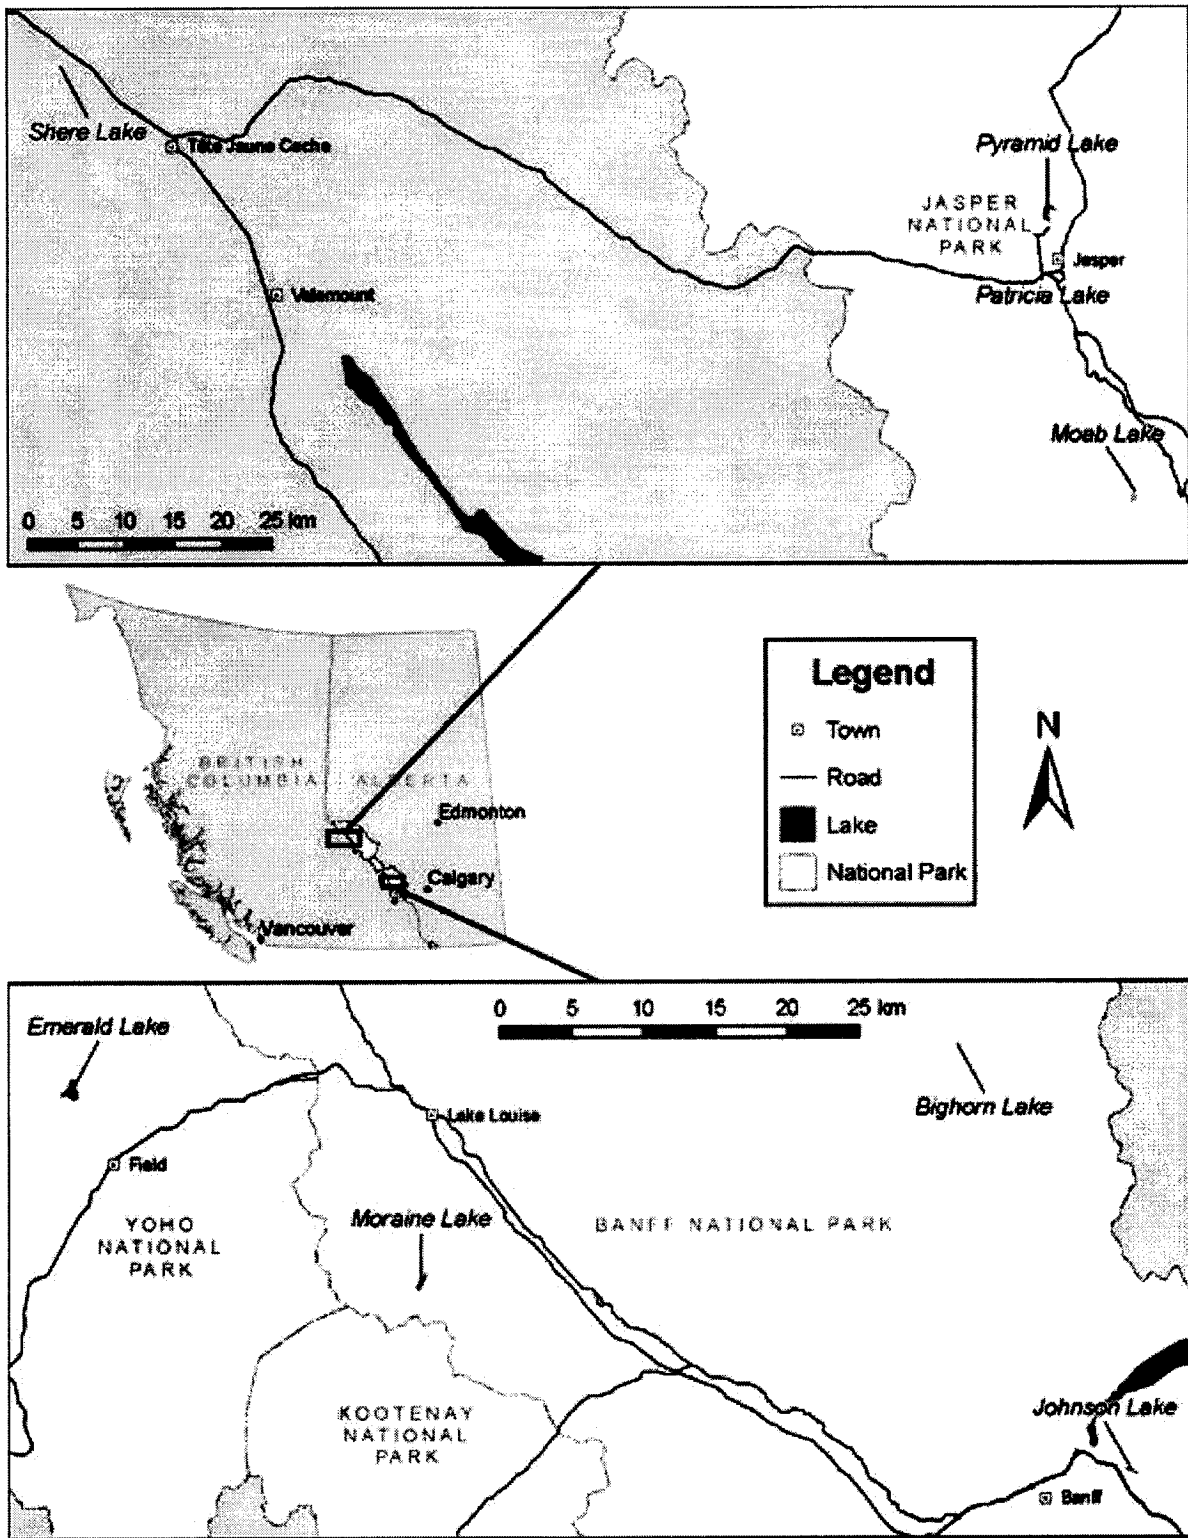 Shere Lake
Tête Jaune Cache
Pyramid Lake
JASPER
NATIONAL
PARK
Jasper
Patricia Lake
Valemount
Moab Lake
0 5 10 15 20 25 km
BRITISH
COLUMBIA
ALBERTA
Edmonton
Calgary
Vancouver
Legend
Town
Road
Lake
National Park
N
0 5 10 15 20 25 km
Emerald Lake
Bighorn Lake
Lake Louise
Field
YOHO
NATIONAL
PARK
Moraine Lake
BANFF NATIONAL PARK
KOOTENAY
NATIONAL
PARK
Johnson Lake
Banff